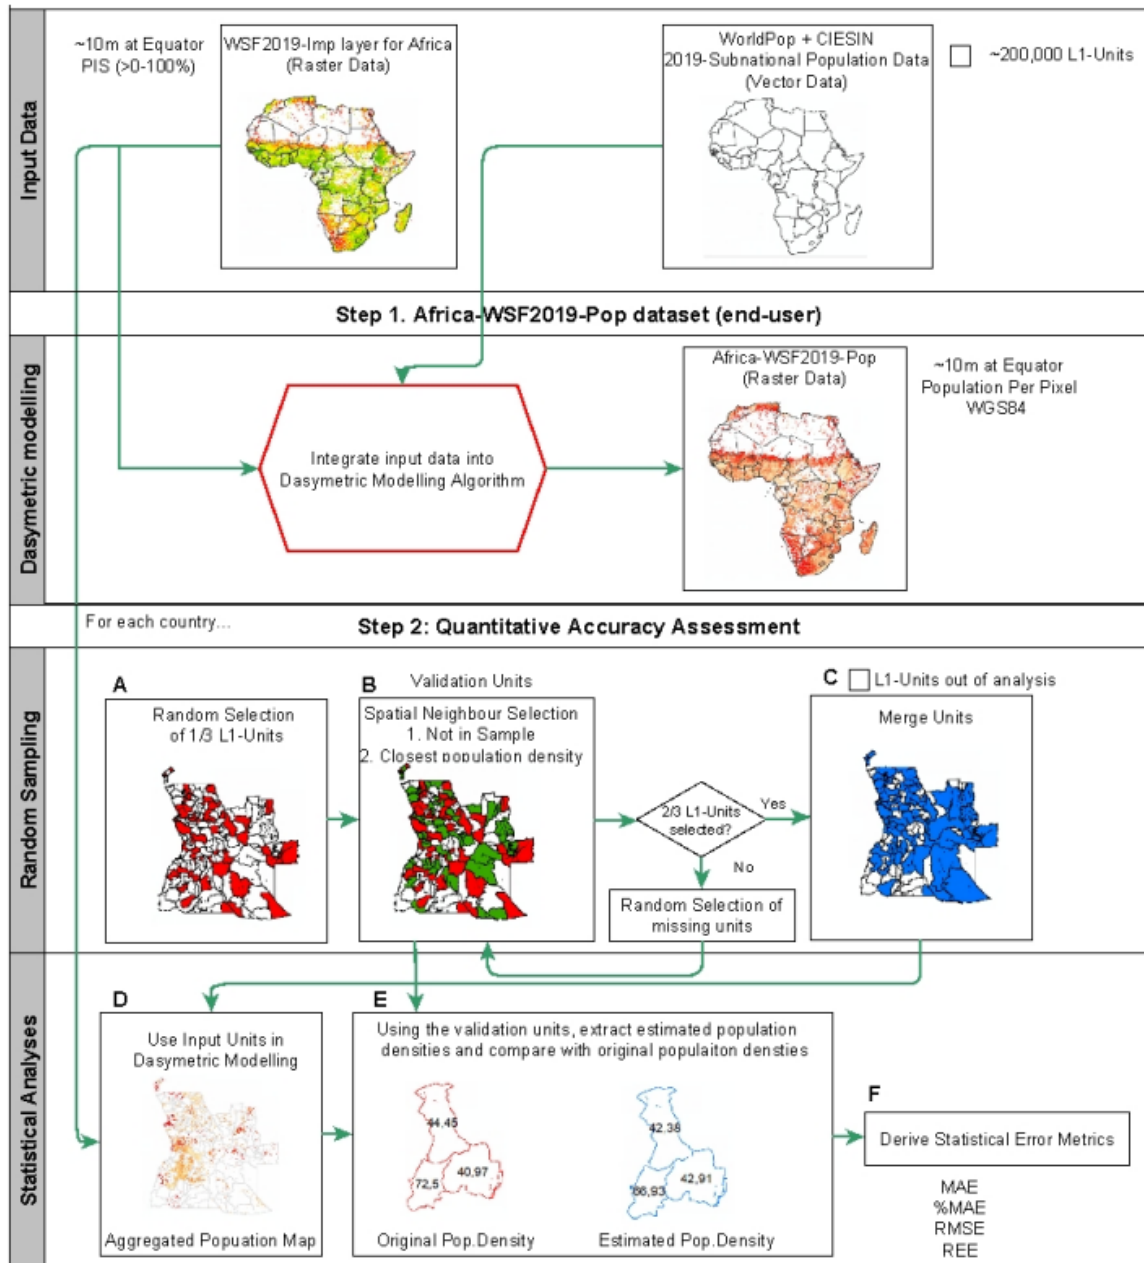 Input Data
~10m at Equator
PIS (>0-100%)
WSF2019-Imp layer for Africa
(Raster Data)
WorldPop + CIESIN
2019-Subnational Population Data
(Vector Data)
~200,000 L1-Units
Step 1. Africa-WSF2019-Pop dataset (end-user)
Dasymetric modelling
Integrate input data into
Dasymetric Modelling Algorithm
Africa-WSF2019-Pop
(Raster Data)
~10m at Equator
Population Per Pixel
WGS84
For each country...
Step 2: Quantitative Accuracy Assessment
Random Sampling
A
Random Selection
of 1/3 L1-Units
B
Validation Units
Spatial Neighbour Selection
1. Not in Sample
2. Closest population density
2/3 L1-Units
selected?
Yes
No
Random Selection of
missing units
C
L1-Units out of analysis
Merge Units
Statistical Analyses
D
Use Input Units in
Dasymetric Modelling
Aggregated Popuation Map
E
Using the validation units, extract estimated population
densities and compare with original populaiton densties
44,45
40,97
72,5
Original Pop.Density
42,38
42,91
66,93
Estimated Pop.Density
F
Derive Statistical Error Metrics
MAE
%MAE
RMSE
REE